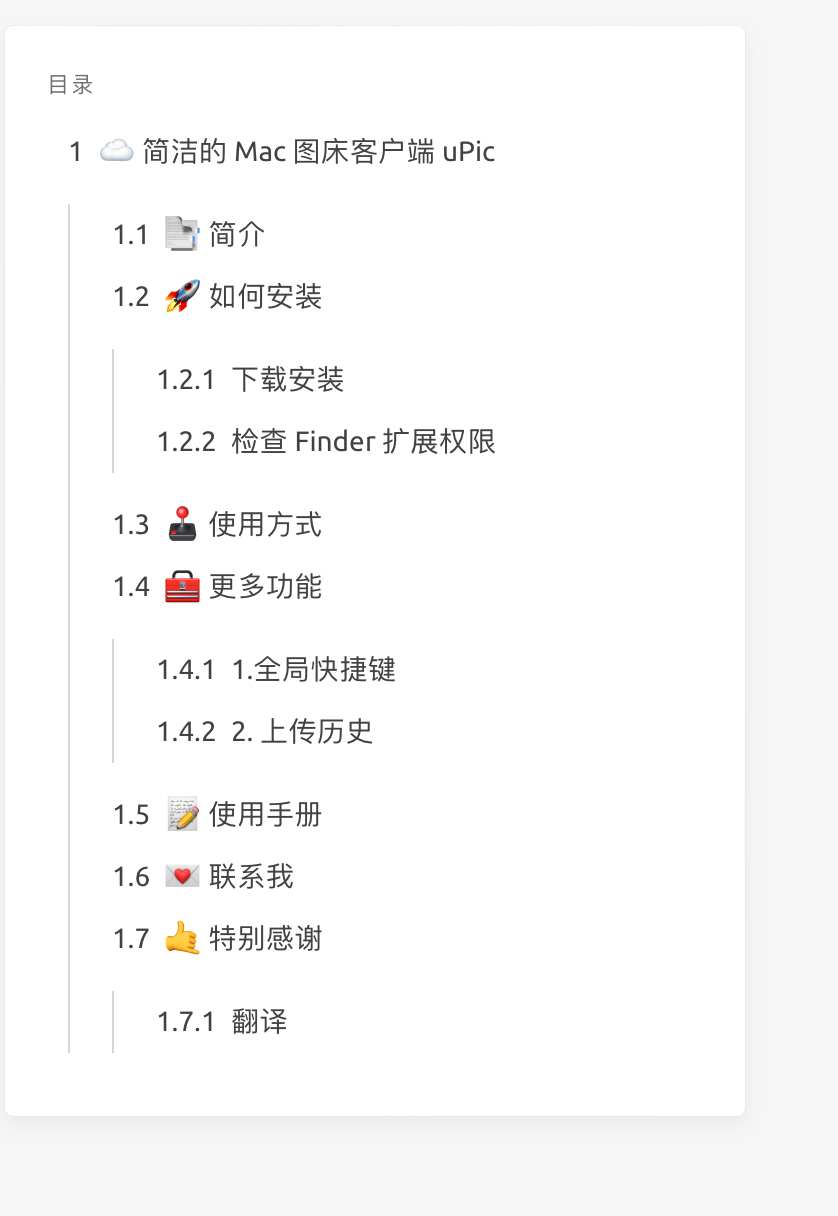 目录
1 ☁️ 简洁的 Mac 图床客户端 uPic
1.1 📑 简介
1.2 🚀 如何安装
1.2.1 下载安装
1.2.2 检查 Finder 扩展权限
1.3 🕹 使用方式
1.4 🧰 更多功能
1.4.1 1.全局快捷键
1.4.2 2. 上传历史
1.5 📝 使用手册
1.6 💌 联系我
1.7 🤙 特别感谢
1.7.1 翻译